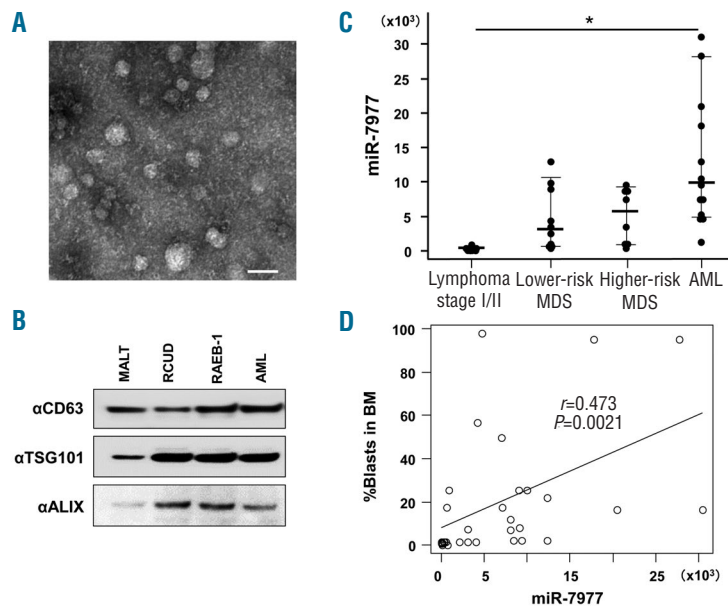 A
B
MALT
RCUD
RAEB-1
AML
αCD63
αTSG101
αALIX
C
(x10³)
30
25
20
15
10
5
0
miR-7977
*
Lymphoma
stage I/II
Lower-risk
MDS
Higher-risk
MDS
AML
D
100
80
60
40
20
0
%Blasts in BM
r=0.473
P=0.0021
0
5
15
25
(x10³)
miR-7977